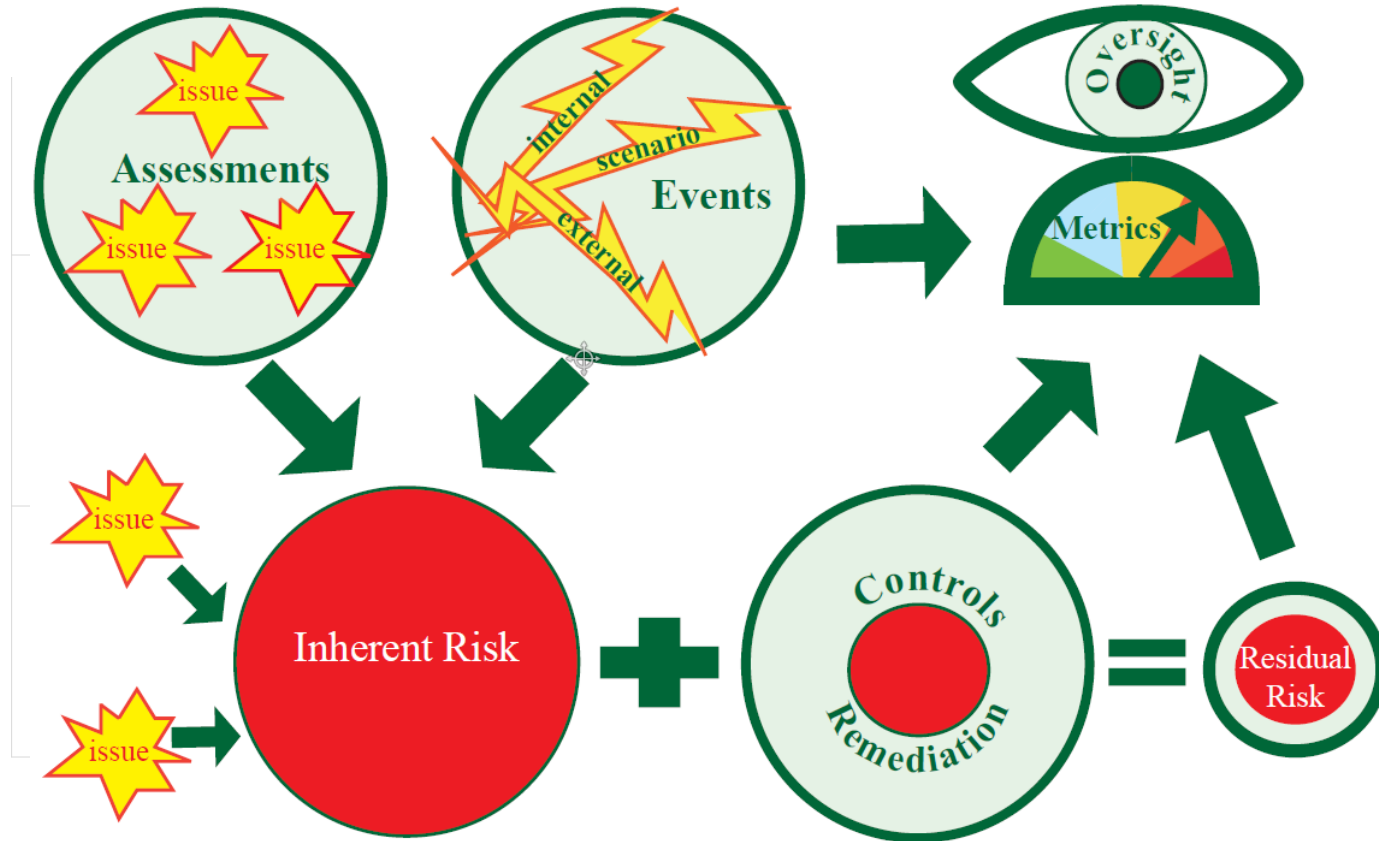 issue
Assessments
issue
issue
internal
scenario
external
Events
Oversight
Metrics
issue
issue
Inherent Risk
Controls
Remediation
Residual
Risk